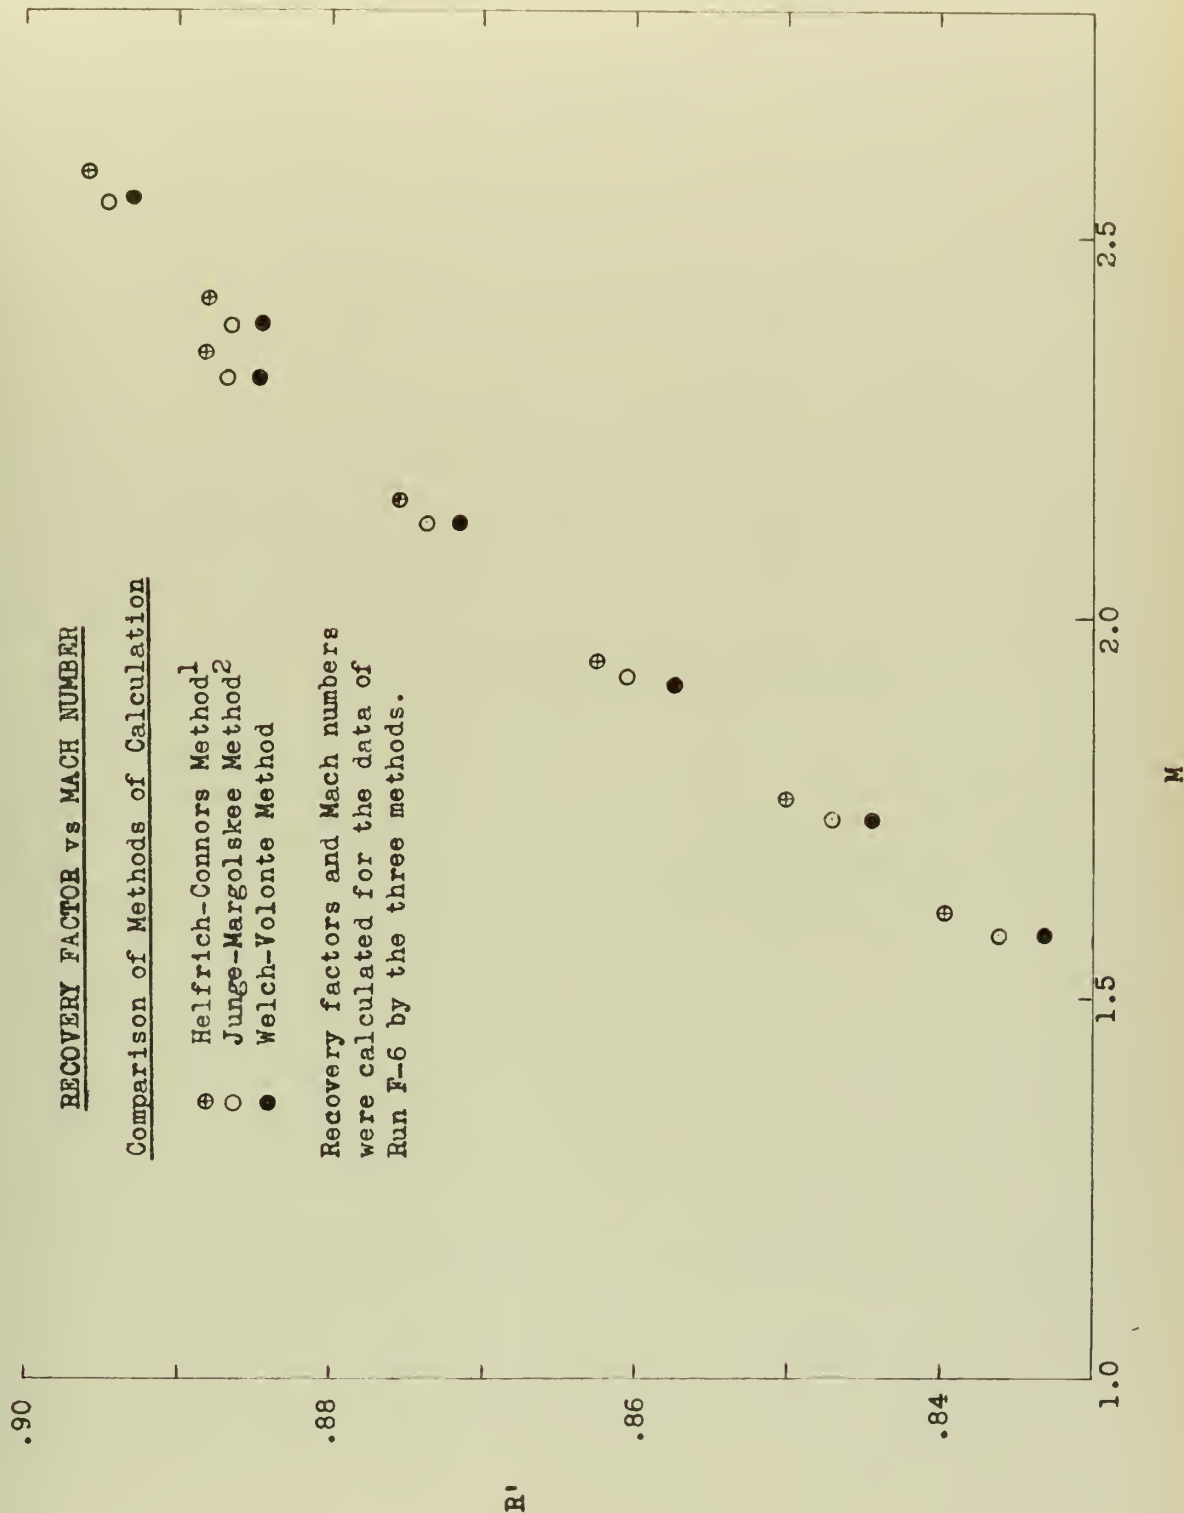 RECOVERY FACTOR vs MACH NUMBER
Comparison of Methods of Calculation
⊕ Helfrich-Connors Method1
○ Junge-Margolskee Method2
● Welch-Volonte Method
Recovery factors and Mach numbers
were calculated for the data of
Run F-6 by the three methods.
.90
.88
.86
.84
R'
1.0
1.5
2.0
2.5
M